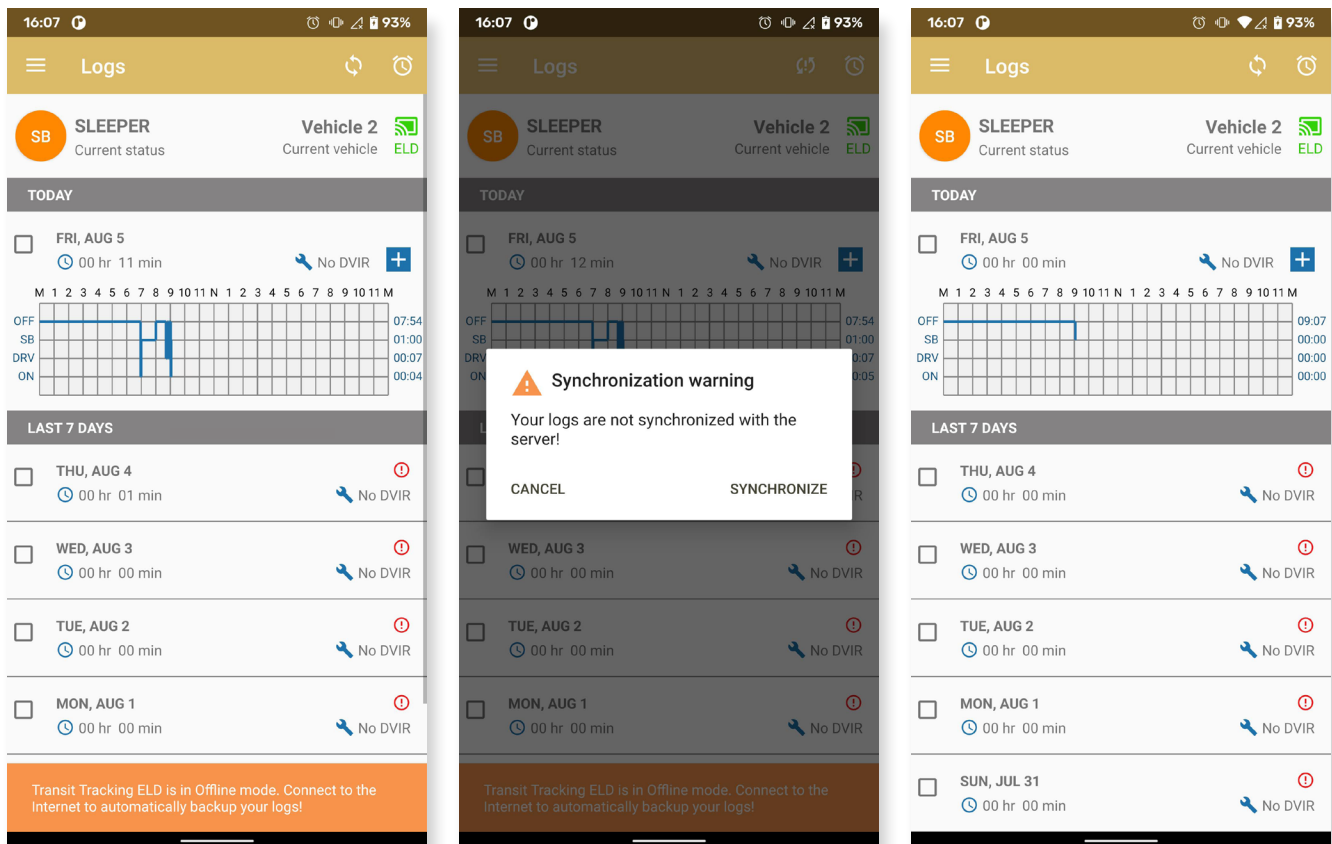 16:07
93%
Logs
SB
SLEEPER
Current status
Vehicle 2
Current vehicle
ELD
TODAY
FRI, AUG 5
00 hr 11 min
No DVIR
M 1 2 3 4 5 6 7 8 9 10 11 N 1 2 3 4 5 6 7 8 9 10 11 M
OFF 07:54
SB 01:00
DRV 00:07
ON 00:04
LAST 7 DAYS
THU, AUG 4
00 hr 01 min
No DVIR
WED, AUG 3
00 hr 00 min
No DVIR
TUE, AUG 2
00 hr 00 min
No DVIR
MON, AUG 1
00 hr 00 min
No DVIR
Transit Tracking ELD is in Offline mode. Connect to the
Internet to automatically backup your logs!
16:07
93%
Logs
SB
SLEEPER
Current status
Vehicle 2
Current vehicle
ELD
TODAY
FRI, AUG 5
00 hr 12 min
No DVIR
M 1 2 3 4 5 6 7 8 9 10 11 N 1 2 3 4 5 6 7 8 9 10 11 M
OFF 07:54
SB 01:00
DRV
ON
Synchronization warning
Your logs are not synchronized with the
server!
CANCEL
SYNCHRONIZE
WED, AUG 3
00 hr 00 min
No DVIR
TUE, AUG 2
00 hr 00 min
No DVIR
MON, AUG 1
00 hr 00 min
No DVIR
Transit Tracking ELD is in Offline mode. Connect to the
Internet to automatically backup your logs!
16:07
93%
Logs
SB
SLEEPER
Current status
Vehicle 2
Current vehicle
ELD
TODAY
FRI, AUG 5
00 hr 00 min
No DVIR
M 1 2 3 4 5 6 7 8 9 10 11 N 1 2 3 4 5 6 7 8 9 10 11 M
OFF 09:07
SB 00:00
DRV 00:00
ON 00:00
LAST 7 DAYS
THU, AUG 4
00 hr 00 min
No DVIR
WED, AUG 3
00 hr 00 min
No DVIR
TUE, AUG 2
00 hr 00 min
No DVIR
MON, AUG 1
00 hr 00 min
No DVIR
SUN, JUL 31
00 hr 00 min
No DVIR